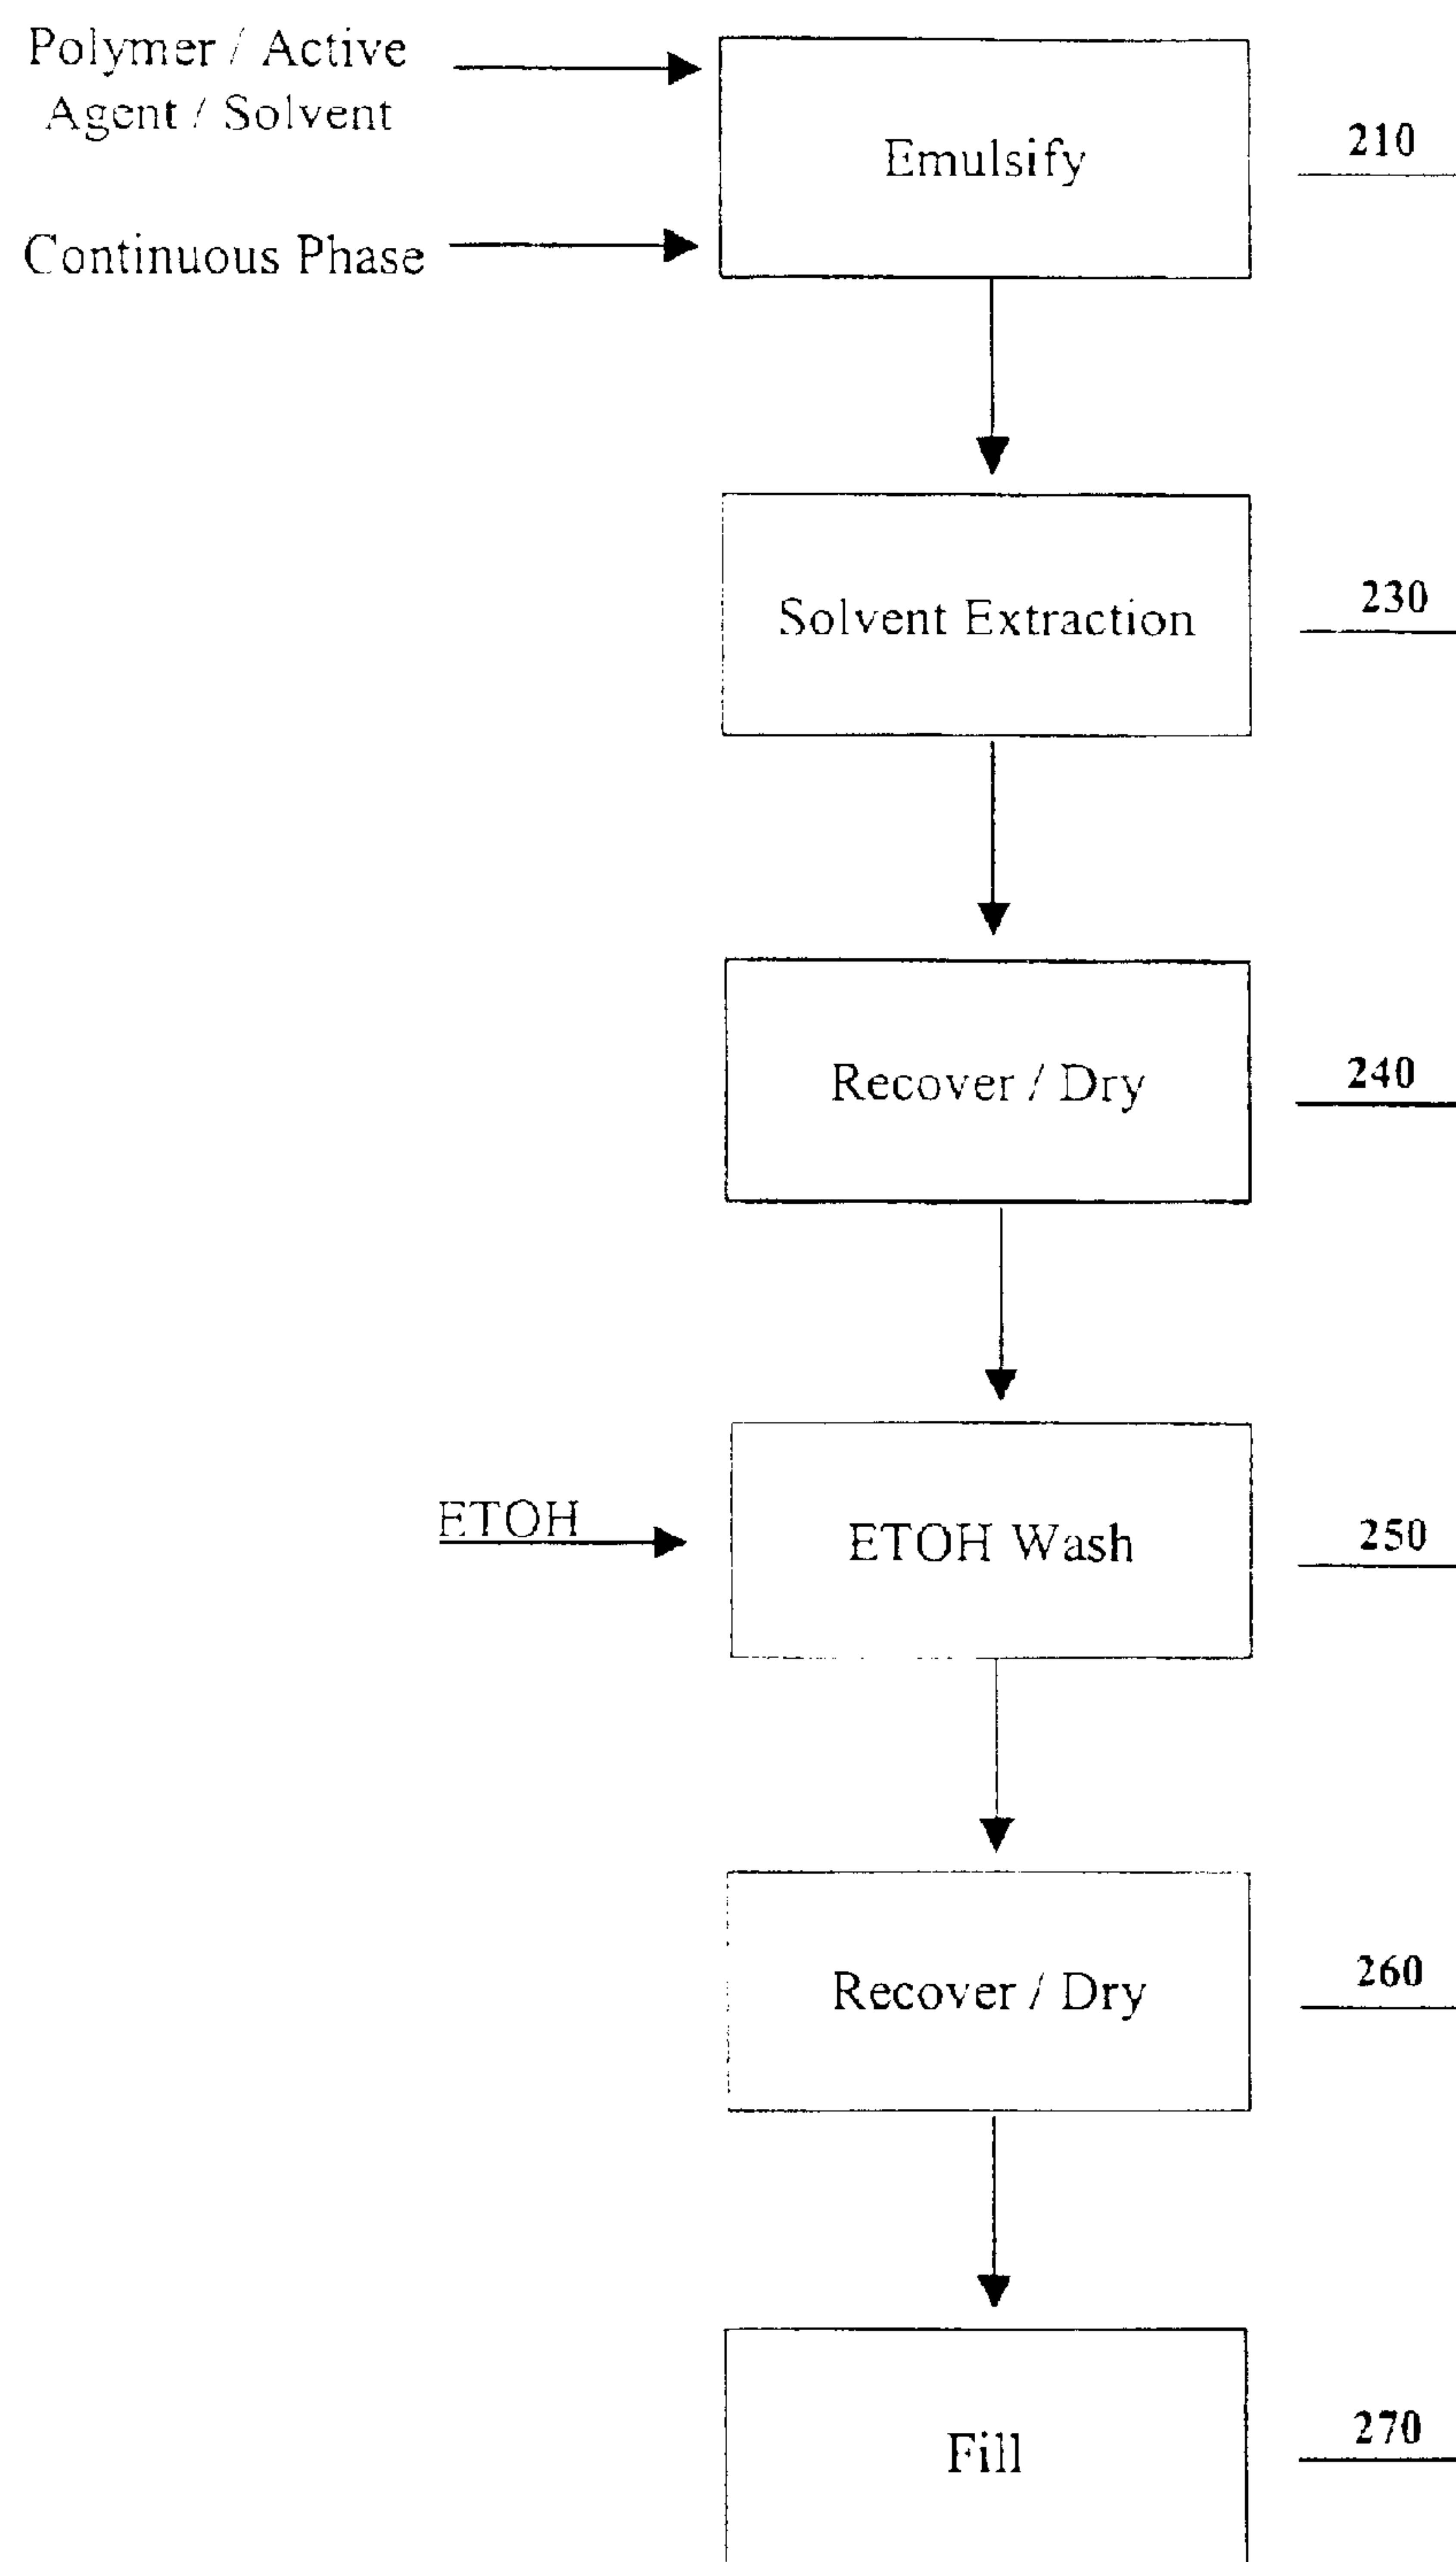 Polymer / Active
Agent / Solvent
Continuous Phase
Emulsify
210
Solvent Extraction
230
Recover / Dry
240
ETOH
ETOH Wash
250
Recover / Dry
260
Fill
270